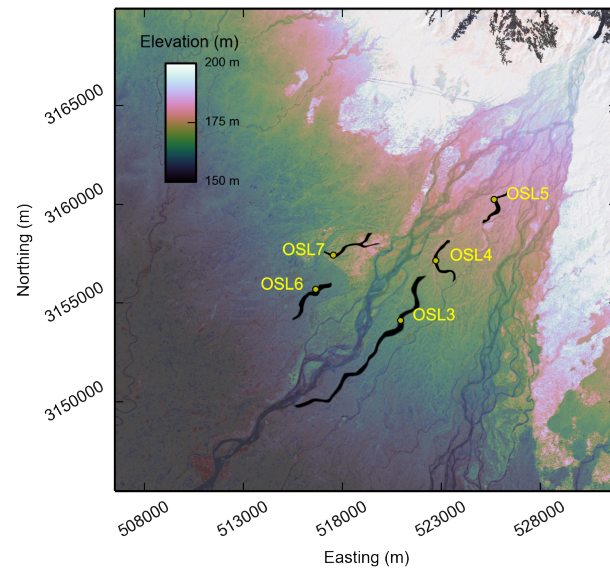 Elevation (m)
200 m
175 m
150 m
3165000
3160000
3155000
3150000
Northing (m)
OSL5
OSL7
OSL4
OSL6
OSL3
508000
513000
518000
523000
528000
Easting (m)